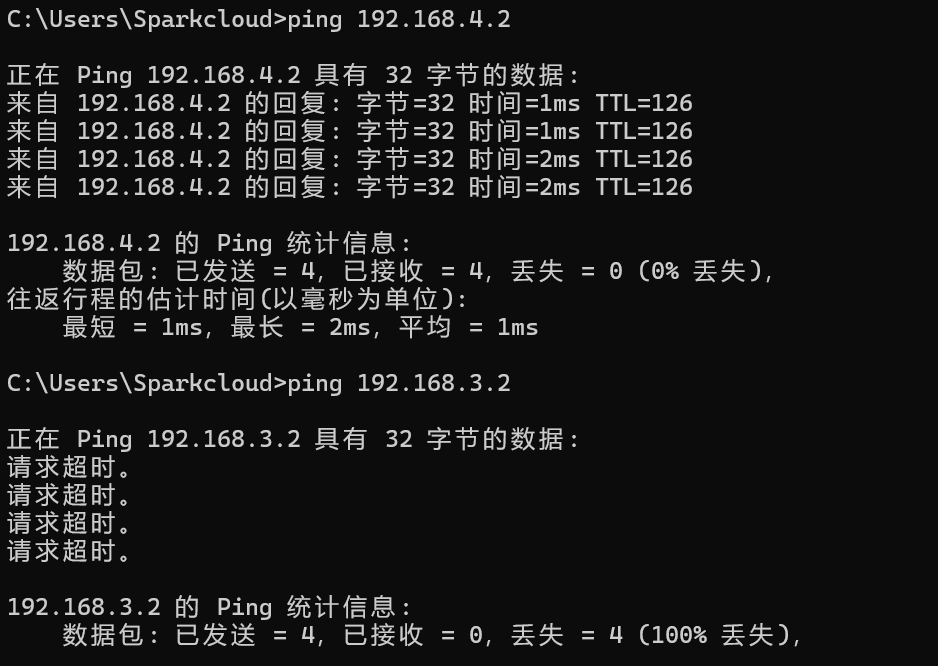 C:\Users\Sparkcloud>ping 192.168.4.2
正在 Ping 192.168.4.2 具有 32 字节的数据:
来自 192.168.4.2 的回复: 字节=32 时间=1ms TTL=126
来自 192.168.4.2 的回复: 字节=32 时间=1ms TTL=126
来自 192.168.4.2 的回复: 字节=32 时间=2ms TTL=126
来自 192.168.4.2 的回复: 字节=32 时间=2ms TTL=126
192.168.4.2 的 Ping 统计信息:
    数据包: 已发送 = 4，已接收 = 4，丢失 = 0 (0% 丢失)，
往返行程的估计时间(以毫秒为单位):
    最短 = 1ms，最长 = 2ms，平均 = 1ms
C:\Users\Sparkcloud>ping 192.168.3.2
正在 Ping 192.168.3.2 具有 32 字节的数据:
请求超时。
请求超时。
请求超时。
请求超时。
192.168.3.2 的 Ping 统计信息:
    数据包: 已发送 = 4，已接收 = 0，丢失 = 4 (100% 丢失)，